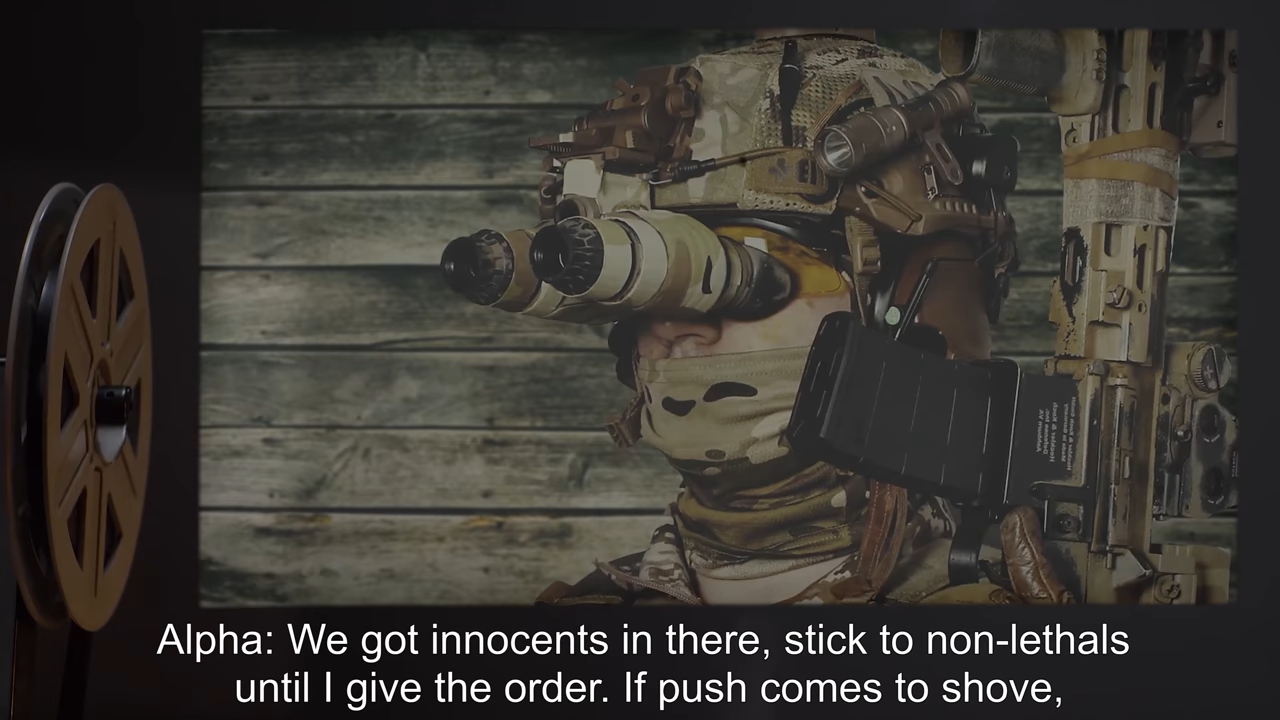 Alpha: We got innocents in there, stick to non-lethals
until I give the order. If push comes to shove,